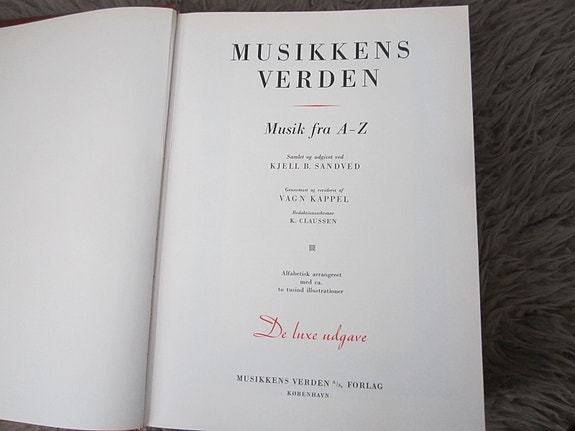 MUSIKKENS
VERDEN
Musik fra A-Z
Samlet og udgivet ved
KJELL B. SANDVED
Gennemset og revideret af
VAGN KAPPEL
Redaktionssekretær
K. CLAUSSEN
Alfabetisk arrangeret
med ca.
to tusind illustrationer
De luxe udgave
MUSIKKENS VERDEN A/S, FORLAG
KØBENHAVN